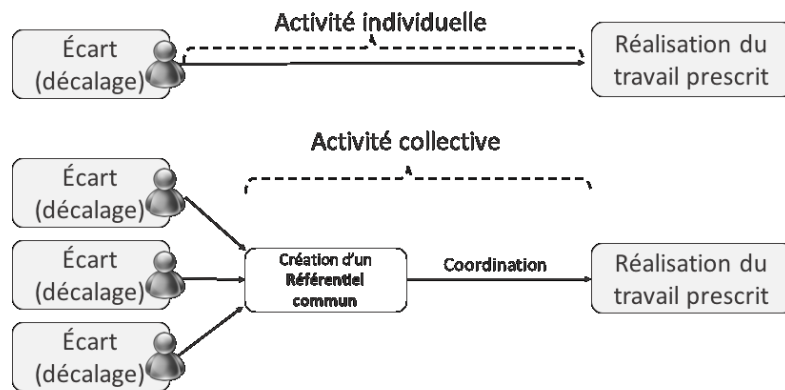 Activité individuelle
Écart
(décalage)
Réalisation du
travail prescrit
Activité collective
Écart
(décalage)
Écart
(décalage)
Écart
(décalage)
Création d'un
Référentiel
commun
Coordination
Réalisation du
travail prescrit